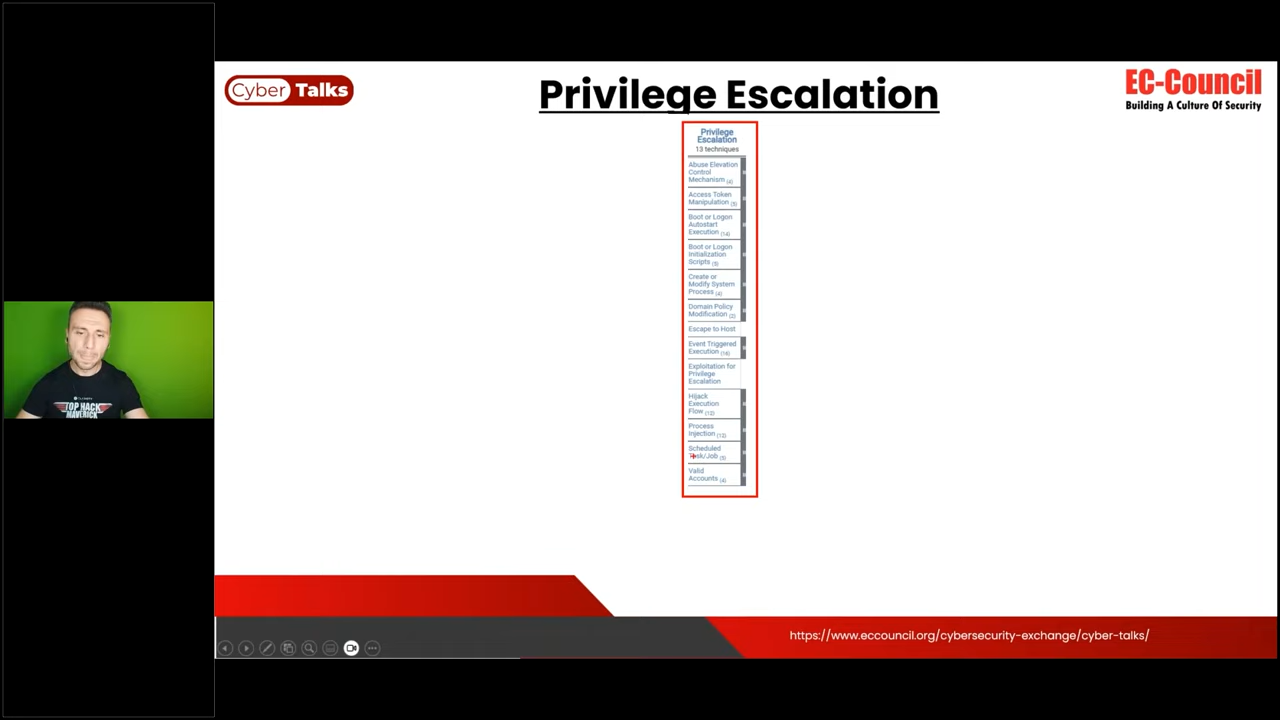 Cyber Talks
Privilege Escalation
EC-Council
Building A Culture Of Security
Privilege
Escalation
13 techniques
Abuse Elevation
Control
Mechanism (4)
Access Token
Manipulation (5)
Boot or Logon
Autostart
Execution (14)
Boot or Logon
Initialization
Scripts (5)
Create or
Modify System
Process (4)
Domain Policy
Modification (2)
Escape to Host
Event Triggered
Execution (16)
Exploitation for
Privilege
Escalation
Hijack
Execution
Flow (12)
Process
Injection (12)
Scheduled
Task/Job (5)
Valid
Accounts (4)
TOP HACK
MAVERICK
https://www.eccouncil.org/cybersecurity-exchange/cyber-talks/